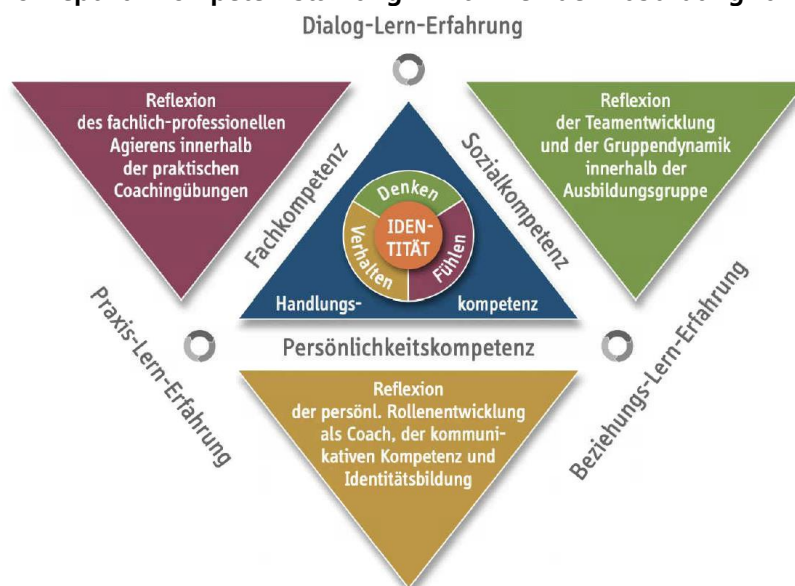 Dialog-Lern-Erfahrung
Reflexion
des fachlich-professionellen
Agierens innerhalb
der praktischen
Coachingübungen
Reflexion
der Teamentwicklung
und der Gruppendynamik
innerhalb der
Ausbildungsgruppe
Fachkompetenz
Sozialkompetenz
Denken
IDEN-
TITÄT
Verhalten
Fühlen
Handlungs-
kompetenz
Praxis-Lern-Erfahrung
Persönlichkeitskompetenz
Beziehungs-Lern-Erfahrung
Reflexion
der persönl. Rollenentwicklung
als Coach, der kommuni-
kativen Kompetenz und
Identitätsbildung